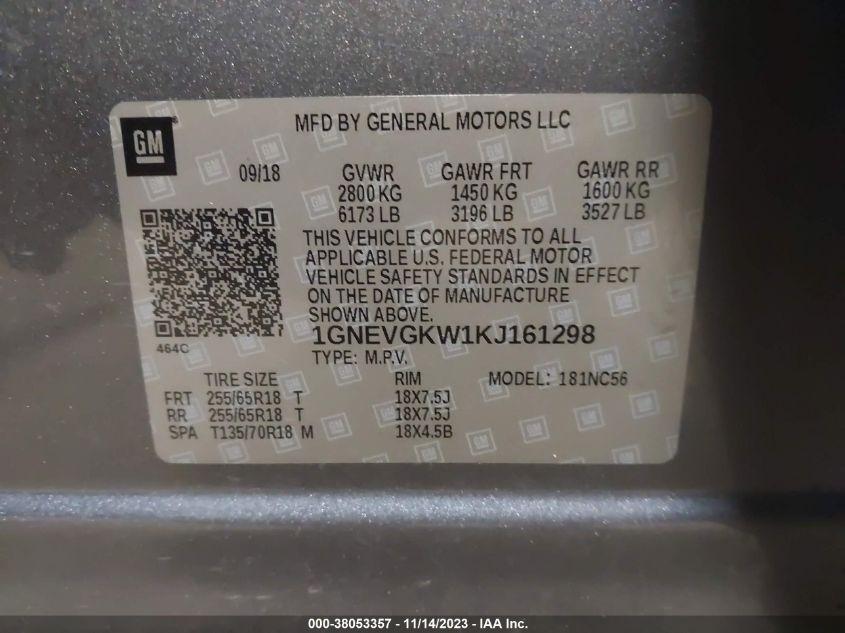 GM
MFD BY GENERAL MOTORS LLC
09/18 GVWR GAWR FRT GAWR RR
2800 KG 1450 KG 1600 KG
6173 LB 3196 LB 3527 LB
THIS VEHICLE CONFORMS TO ALL
APPLICABLE U.S. FEDERAL MOTOR
VEHICLE SAFETY STANDARDS IN EFFECT
ON THE DATE OF MANUFACTURE
SHOWN ABOVE.
464C
1GNEVGKW1KJ161298
TYPE: M.P.V.
TIRE SIZE RIM MODEL: 181NC56
FRT 255/65R18 T 18X7.5J
RR 255/65R18 T 18X7.5J
SPA T135/70R18 M 18X4.5B
000-38053357 - 11/14/2023 - IAA Inc.